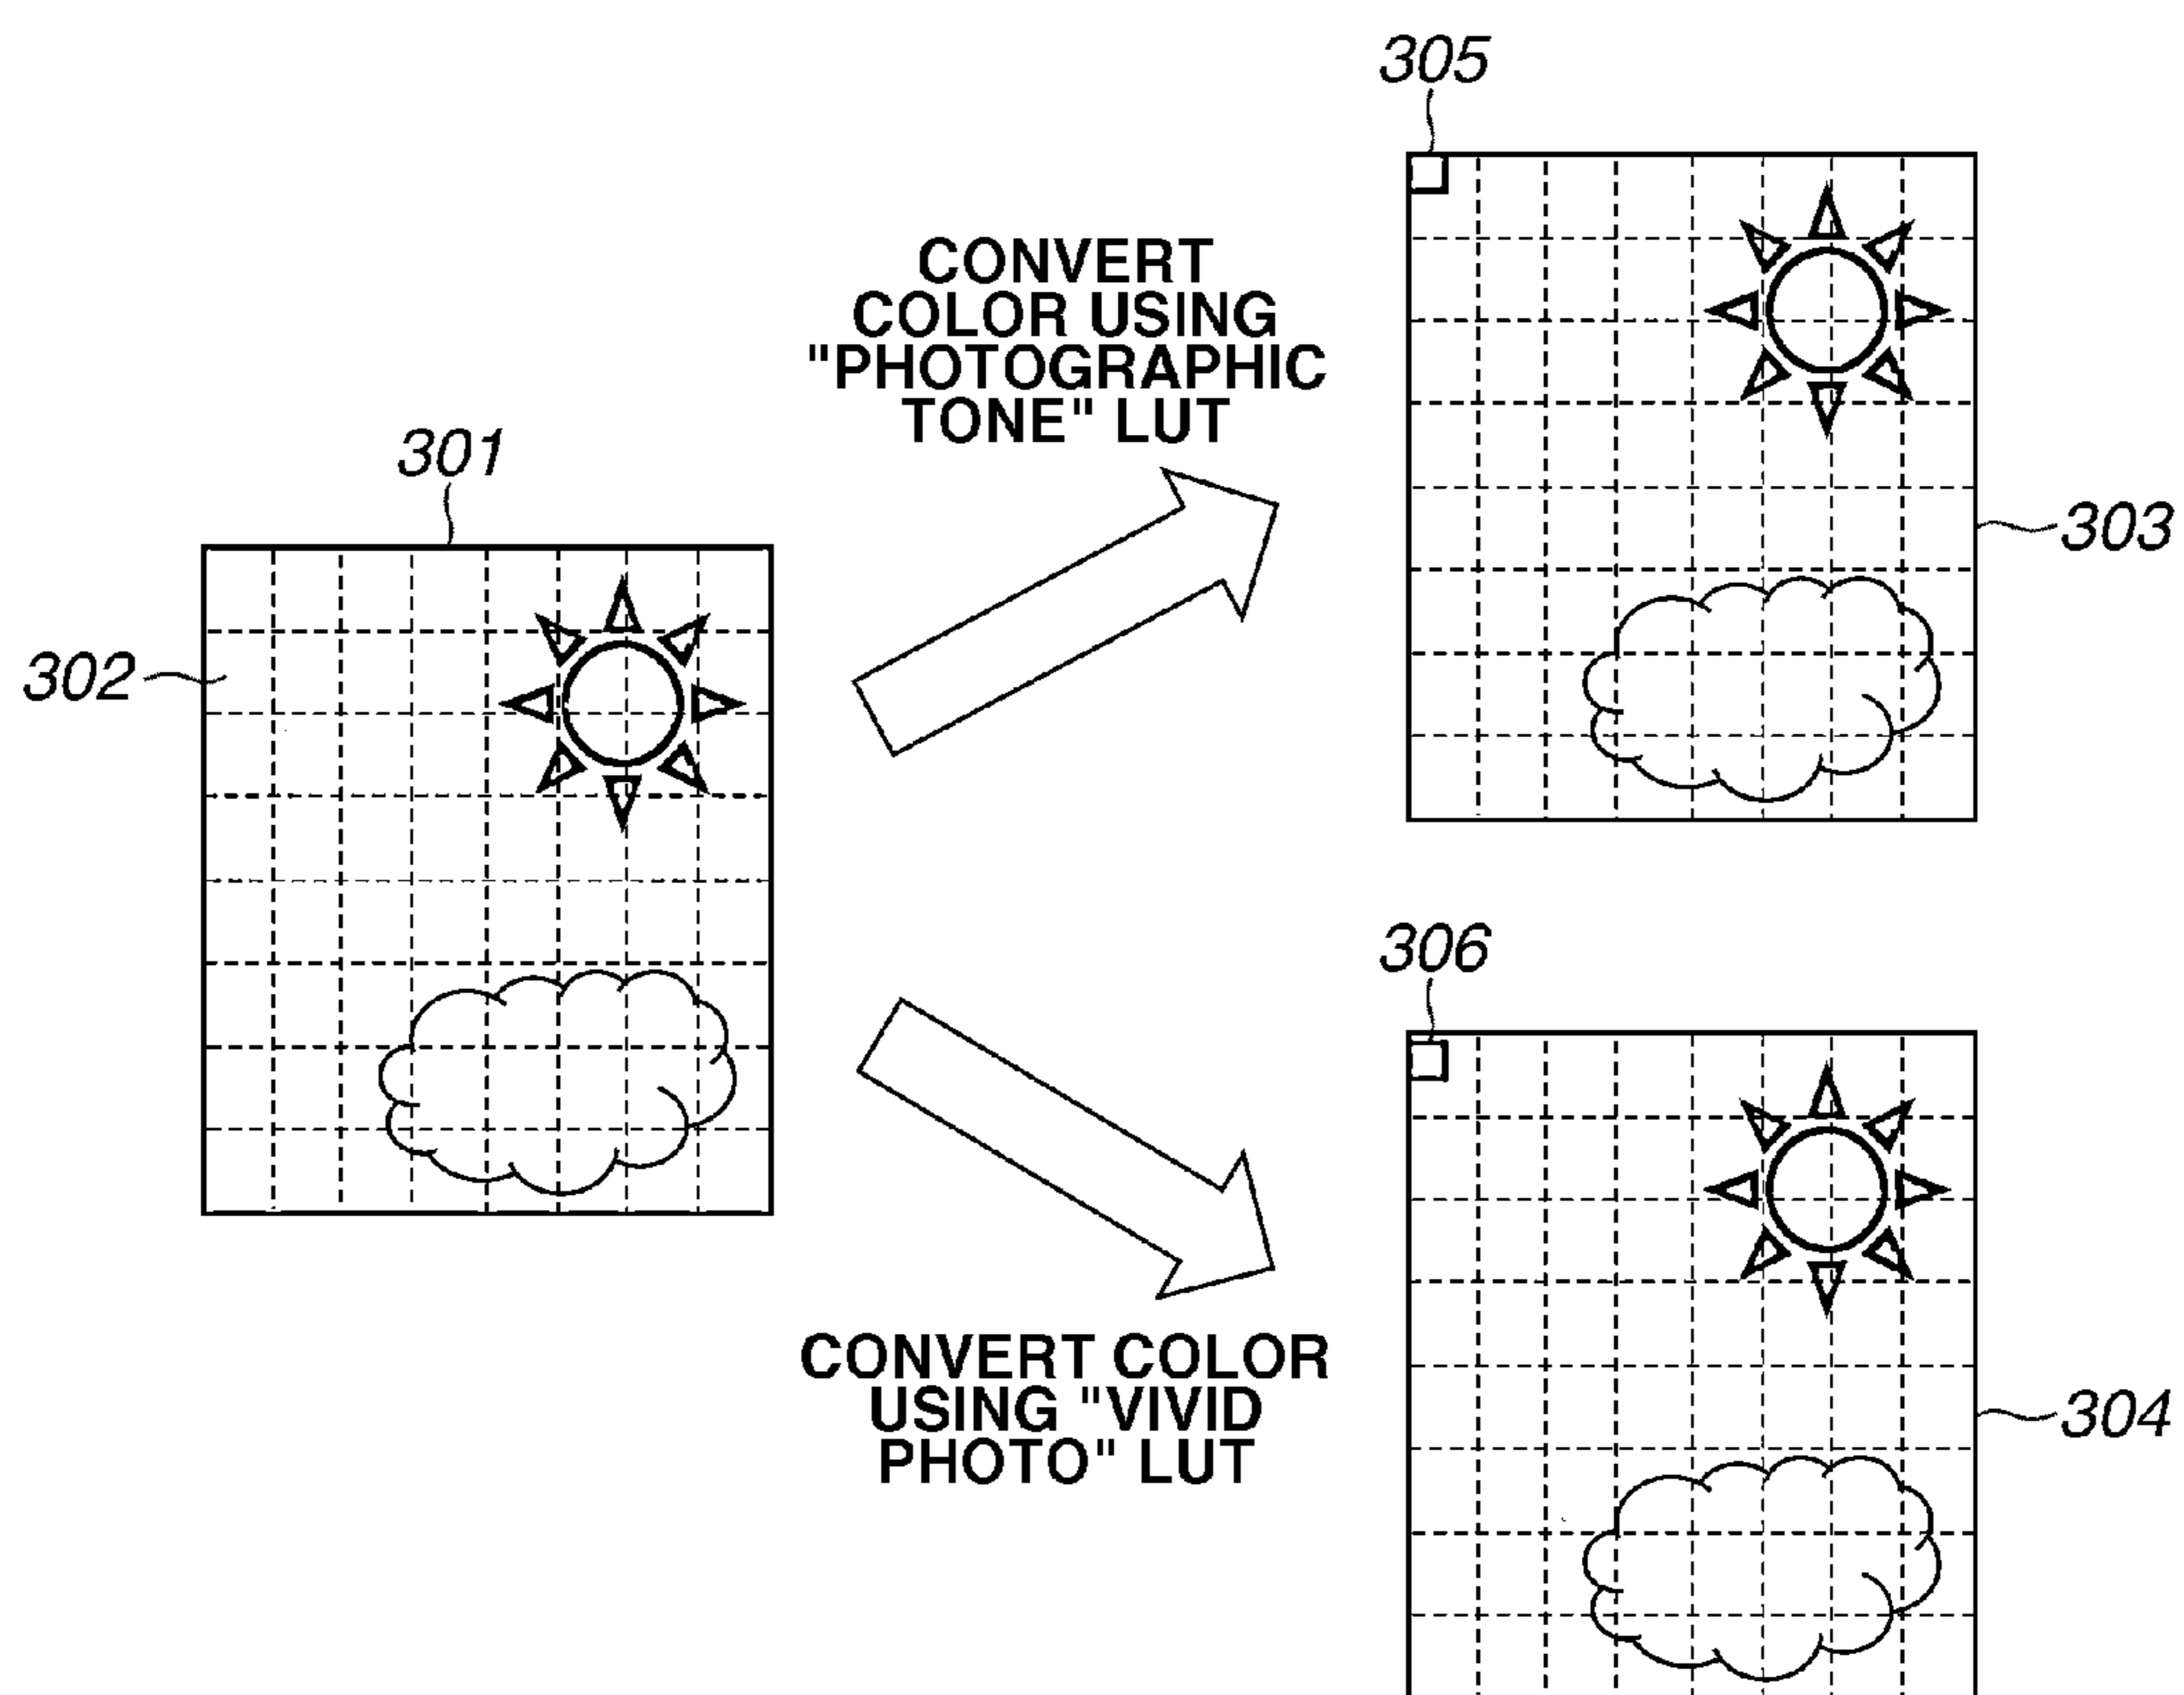 305
CONVERT
COLOR USING
"PHOTOGRAPHIC
TONE" LUT
301
303
302
306
304
CONVERT COLOR
USING "VIVID
PHOTO" LUT